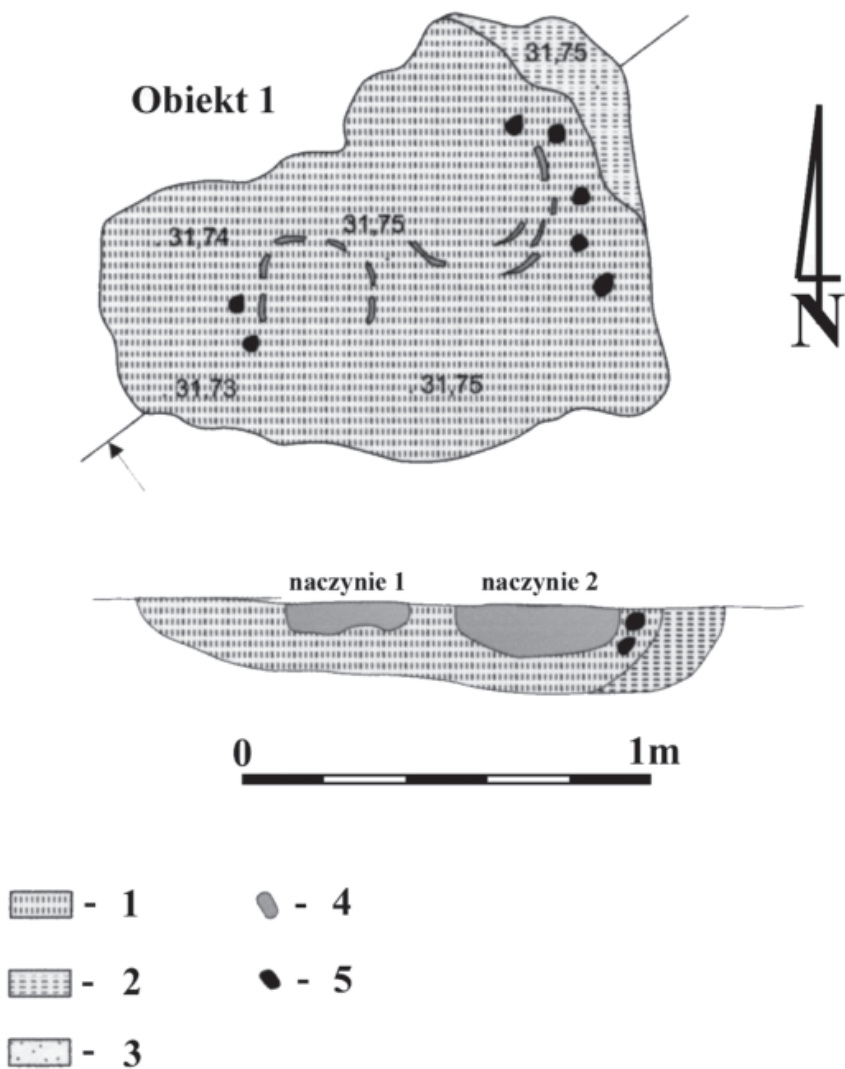 31,75
Obiekt 1
31,74
31,75
31,73
31,75
N
naczynie 1
naczynie 2
0
1m
- 1
- 4
- 2
- 5
- 3